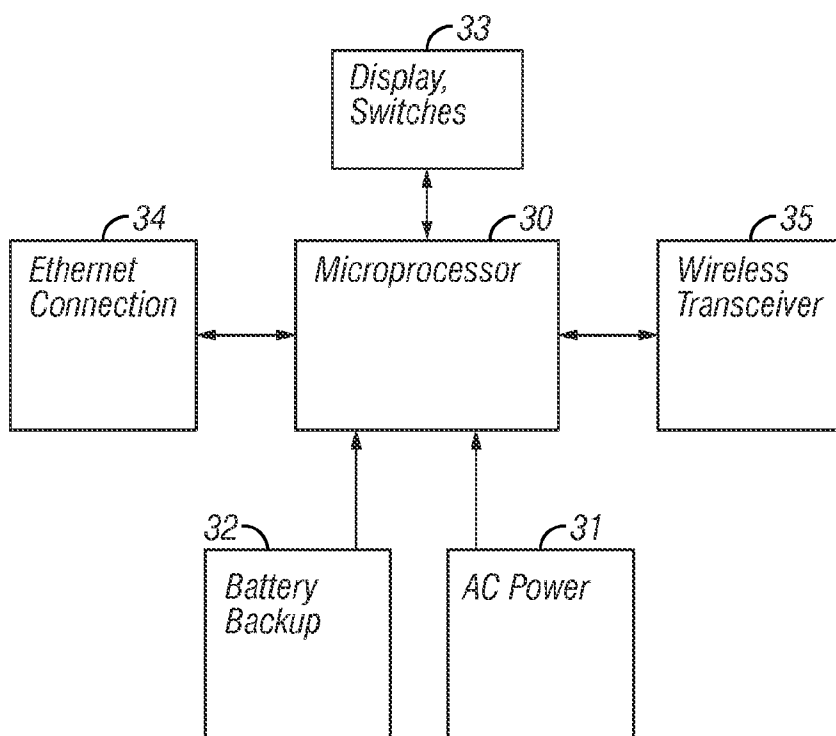 33
Display,
Switches
34
Ethernet
Connection
30
Microprocessor
35
Wireless
Transceiver
32
Battery
Backup
31
AC Power